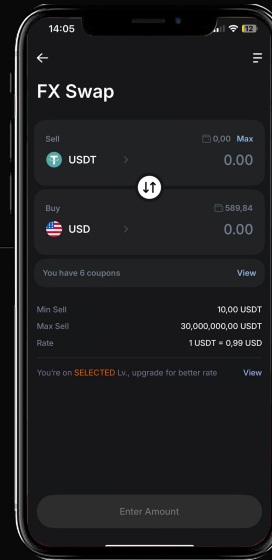 14:05
12
FX Swap
Sell
0,00 Max
USDT
0.00
Buy
589,84
USD
0.00
You have 6 coupons
View
Min Sell
10,00 USDT
Max Sell
30,000,000,00 USDT
Rate
1 USDT = 0,99 USD
You're on SELECTED Lv., upgrade for better rate
View
Enter Amount